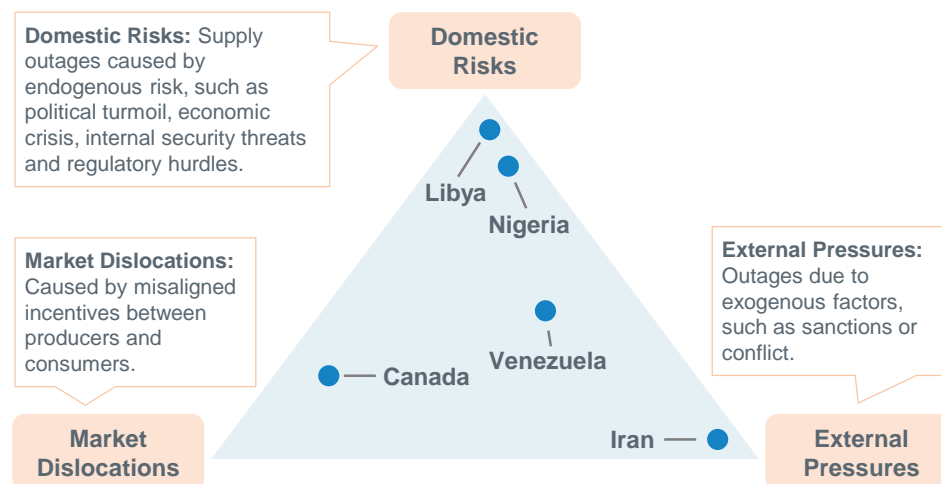 Domestic Risks: Supply
outages caused by
endogenous risk, such as
political turmoil, economic
crisis, internal security threats
and regulatory hurdles.
Domestic
Risks
Libya
Nigeria
Market Dislocations:
Caused by misaligned
incentives between
producers and
consumers.
External Pressures:
Outages due to
exogenous factors,
such as sanctions or
conflict.
Venezuela
Canada
Iran
Market
Dislocations
External
Pressures